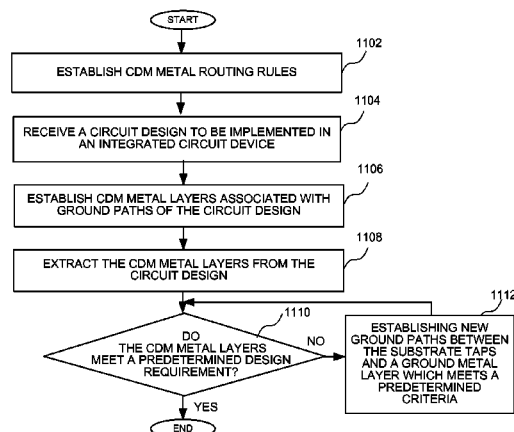 START
1102
ESTABLISH CDM METAL ROUTING RULES
1104
RECEIVE A CIRCUIT DESIGN TO BE IMPLEMENTED IN
AN INTEGRATED CIRCUIT DEVICE
1106
ESTABLISH CDM METAL LAYERS ASSOCIATED WITH
GROUND PATHS OF THE CIRCUIT DESIGN
1108
EXTRACT THE CDM METAL LAYERS FROM THE
CIRCUIT DESIGN
1110
DO
THE CDM METAL LAYERS
MEET A PREDETERMINED DESIGN
REQUIREMENT?
NO
1112
ESTABLISHING NEW
GROUND PATHS BETWEEN
THE SUBSTRATE TAPS
AND A GROUND METAL
LAYER WHICH MEETS A
PREDETERMINED
CRITERIA
YES
END